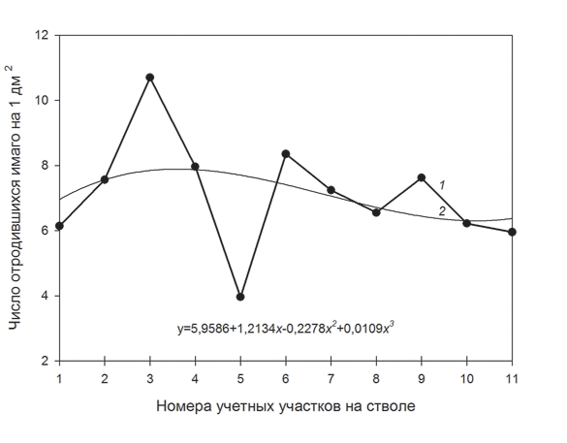 Число отродившихся имаго на 1 дм 2
12
10
8
6
4
2
1
2
y=5,9586+1,2134x-0,2278x2+0,0109x3
1 2 3 4 5 6 7 8 9 10 11
Номера учетных участков на стволе